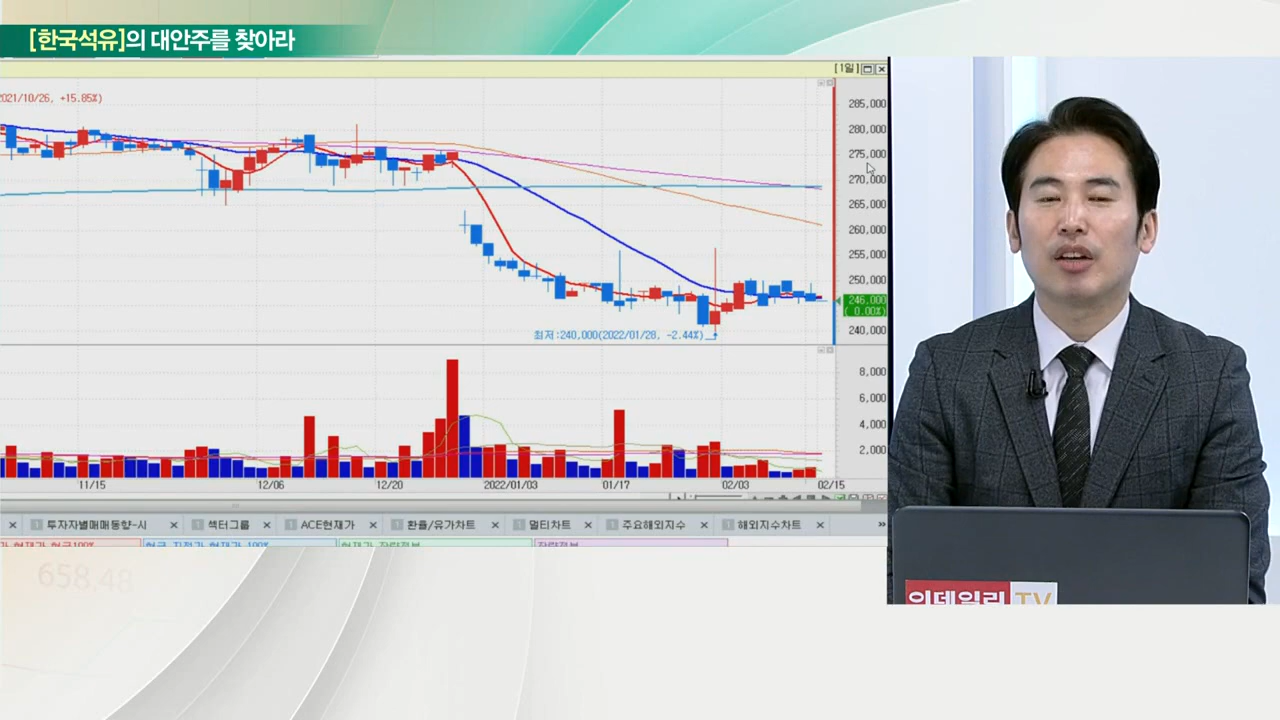 [한국석유]의 대안주를 찾아라
[1일]
2021/10/26, +15.85%)
285,000
280,000
275,000
270,000
265,000
260,000
255,000
250,000
246,000
( 0.00%)
240,000
최저:240,000(2022/01/28, -2.44%)
8,000
6,000
4,000
2,000
11/15
12/06
12/20
2022/01/03
01/17
02/03
02/15
투자자별매매동향-시
섹터그룹
ACE현재가
환율/유가차트
멀티차트
주요해외지수
해외지수차트
658.48
이데일리 TV